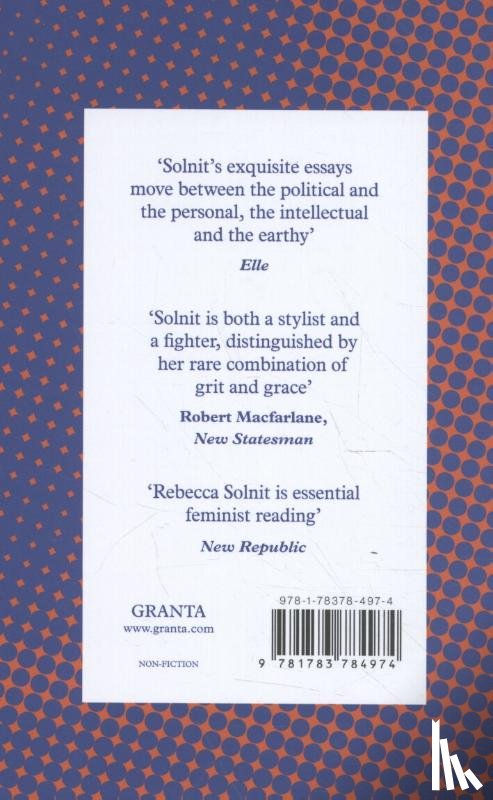 ‘Solnit’s exquisite essays
move between the political and
the personal, the intellectual
and the earthy’
Elle
‘Solnit is both a stylist and
a fighter, distinguished by
her rare combination of
grit and grace’
Robert Macfarlane,
New Statesman
‘Rebecca Solnit is essential
feminist reading’
New Republic
GRANTA
www.granta.com
NON-FICTION
978-1-78378-497-4
9 781783 784974